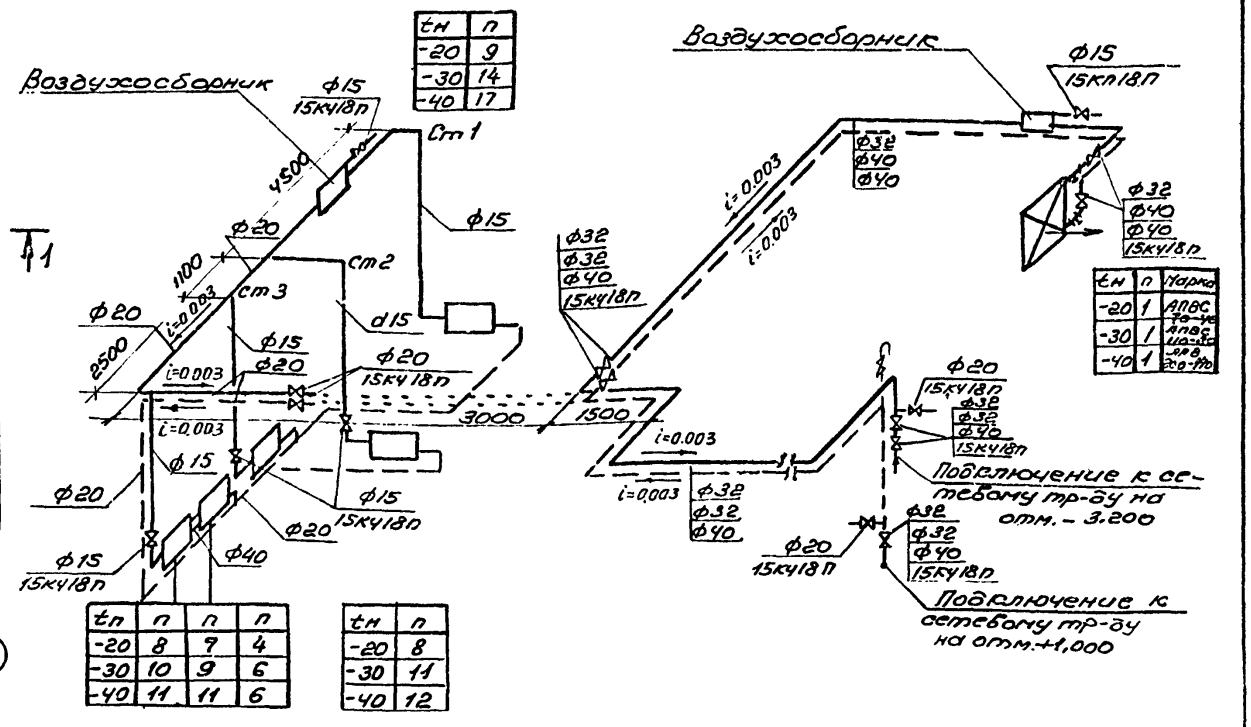 tн п
-20 9
-30 14
-40 17
Воздухосборник
Воздухосборник
ф15
15кч18п
Ст1
4500
ф15
ф20
1100
Ст2
Ст3
i=0.003
ф20
2500
d15
ф15
ф20
i=0.003
ф20
15кч18п
3000
1500
i=0.003
ф15
ф20
ф15
15кч18п
ф20
ф40
ф15
15кч18п
tп п п п
-20 8 7 4
-30 10 9 6
-40 11 11 6
tн п
-20 8
-30 11
-40 12
1
ф15
15кп18п
ф32
ф40
ф40
i=0.003
i=0.003
ф32
ф32
ф40
15кч18п
ф32
ф40
ф40
15кч18п
tн п Марка
-20 1 АПВС
-30 1 АПВС
-40 1
ф20
15кч18п
ф32
ф32
ф40
15кч18п
i=0.003
i=0.003
ф32
ф32
ф40
Подключение к се-
тевому тр-ду на
отм. - 3.200
ф20
15кч18п
ф32
ф32
ф40
15кч18п
Подключение к
сетевому тр-ду
на отм.+1,000